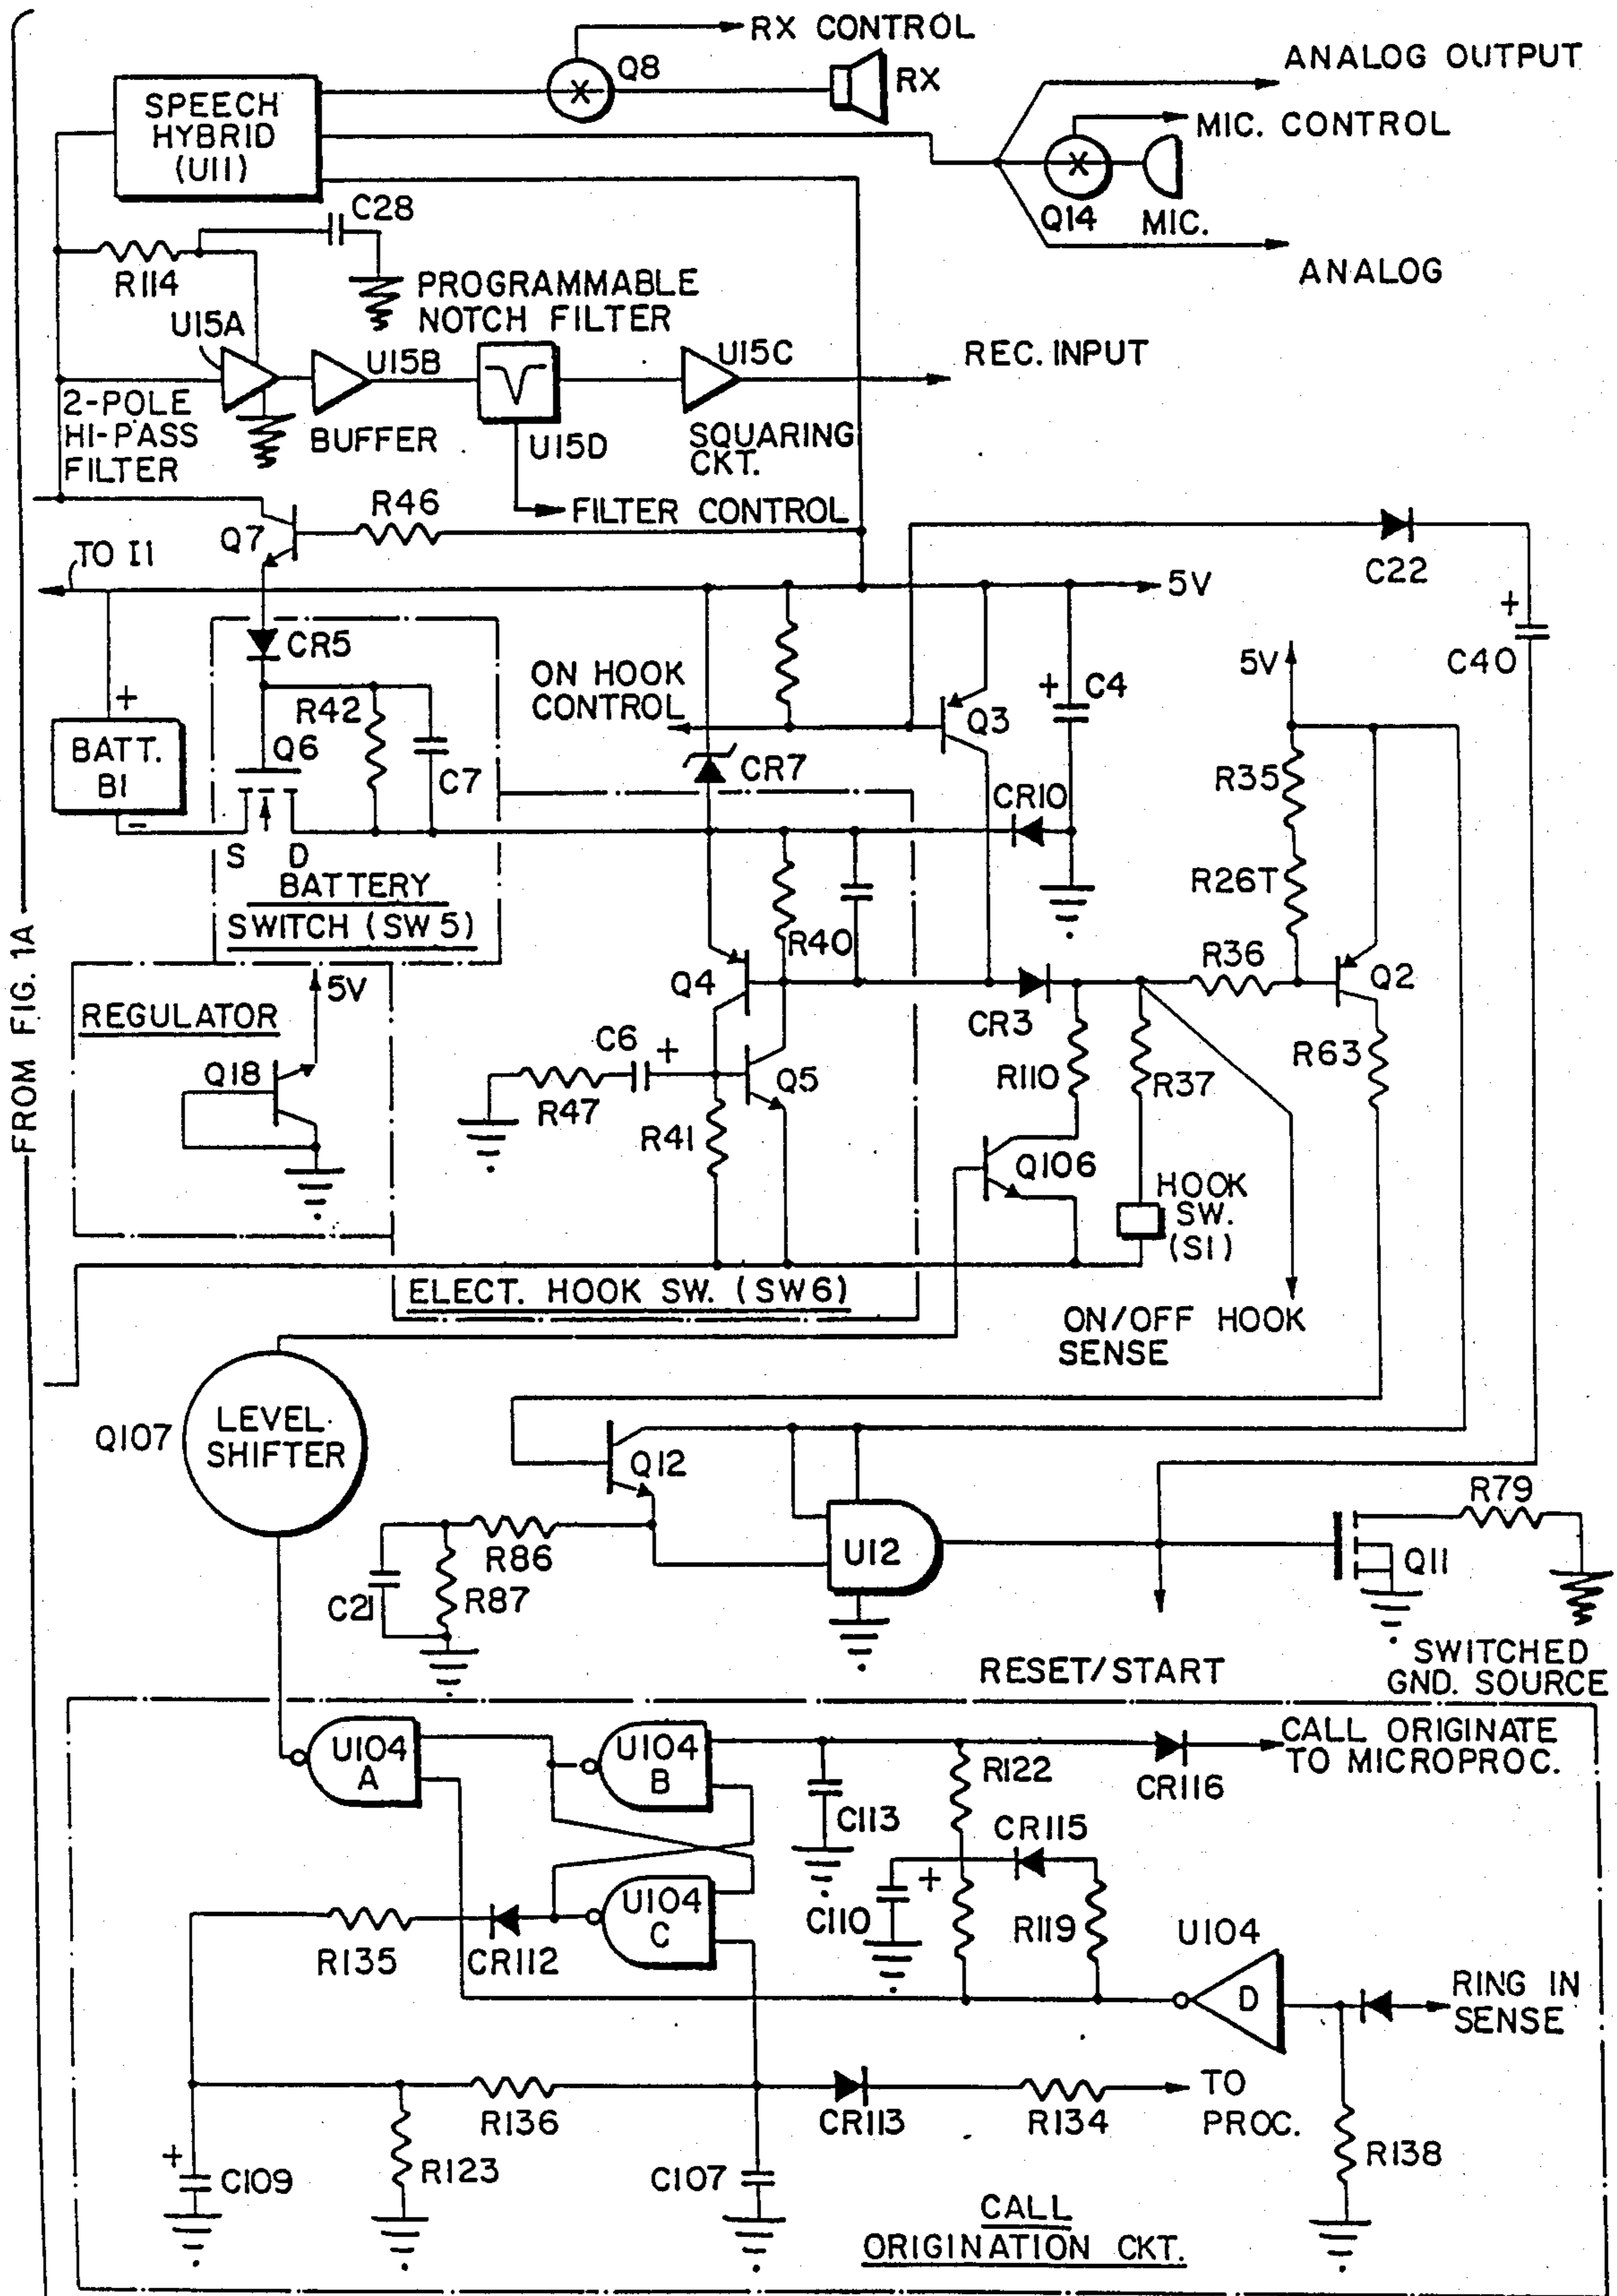 RX CONTROL
Q8
RX
ANALOG OUTPUT
SPEECH
HYBRID
(U11)
MIC. CONTROL
Q14
MIC.
ANALOG
C28
R114
PROGRAMMABLE
NOTCH FILTER
U15A
U15B
U15C
REC. INPUT
2-POLE
HI-PASS
FILTER
BUFFER
U15D
SQUARING
CKT.
FILTER CONTROL
R46
Q7
TO I1
C22
5V
CR5
ON HOOK
CONTROL
+
C4
5V
+
C40
+
BATT.
B1
-
R42
Q6
C7
Q3
CR7
CR10
R35
S D
BATTERY
SWITCH (SW5)
R26T
R40
R36
Q2
FROM FIG. 1A
5V
REGULATOR
Q4
CR3
R63
Q18
C6
+
Q5
R110
R37
R47
R41
Q106
HOOK
SW.
(S1)
ELECT. HOOK SW. (SW6)
ON/OFF HOOK
SENSE
Q107
LEVEL
SHIFTER
Q12
R79
U12
Q11
R86
C21
R87
RESET/START
SWITCHED
GND. SOURCE
U104
A
U104
B
R122
CALL ORIGINATE
TO MICROPROC.
CR116
C113
CR115
+
U104
C
C110
R119
U104
D
RING IN
SENSE
R135
CR112
R136
CR113
R134
TO
PROC.
R138
+
C109
R123
C107
CALL
ORIGINATION CKT.